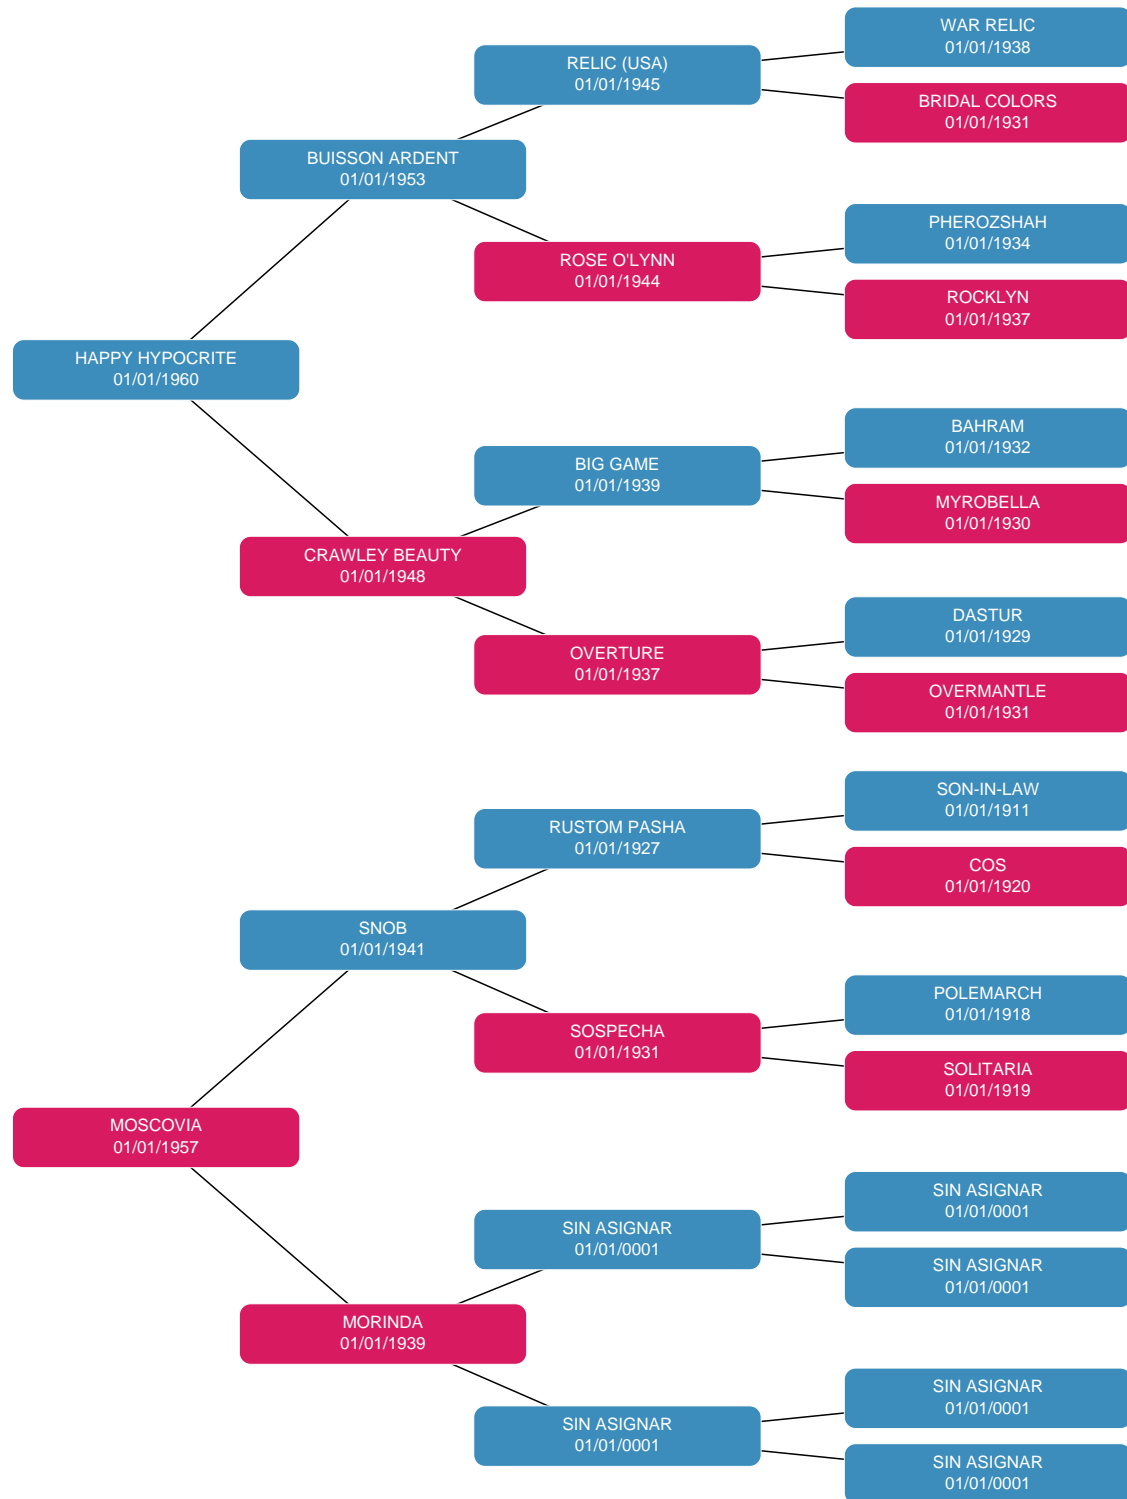 WAR RELIC
01/01/1938
RELIC (USA)
01/01/1945
BRIDAL COLORS
01/01/1931
BUISSON ARDENT
01/01/1953
PHEROZSHAH
01/01/1934
ROSE O'LYNN
01/01/1944
ROCKLYN
01/01/1937
HAPPY HYPOCRITE
01/01/1960
BAHRAM
01/01/1932
BIG GAME
01/01/1939
MYROBELLA
01/01/1930
CRAWLEY BEAUTY
01/01/1948
DASTUR
01/01/1929
OVERTURE
01/01/1937
OVERMANTLE
01/01/1931
SON-IN-LAW
01/01/1911
RUSTOM PASHA
01/01/1927
COS
01/01/1920
SNOB
01/01/1941
POLEMARCH
01/01/1918
SOSPECHA
01/01/1931
SOLITARIA
01/01/1919
MOSCOVIA
01/01/1957
SIN ASIGNAR
01/01/0001
SIN ASIGNAR
01/01/0001
SIN ASIGNAR
01/01/0001
MORINDA
01/01/1939
SIN ASIGNAR
01/01/0001
SIN ASIGNAR
01/01/0001
SIN ASIGNAR
01/01/0001